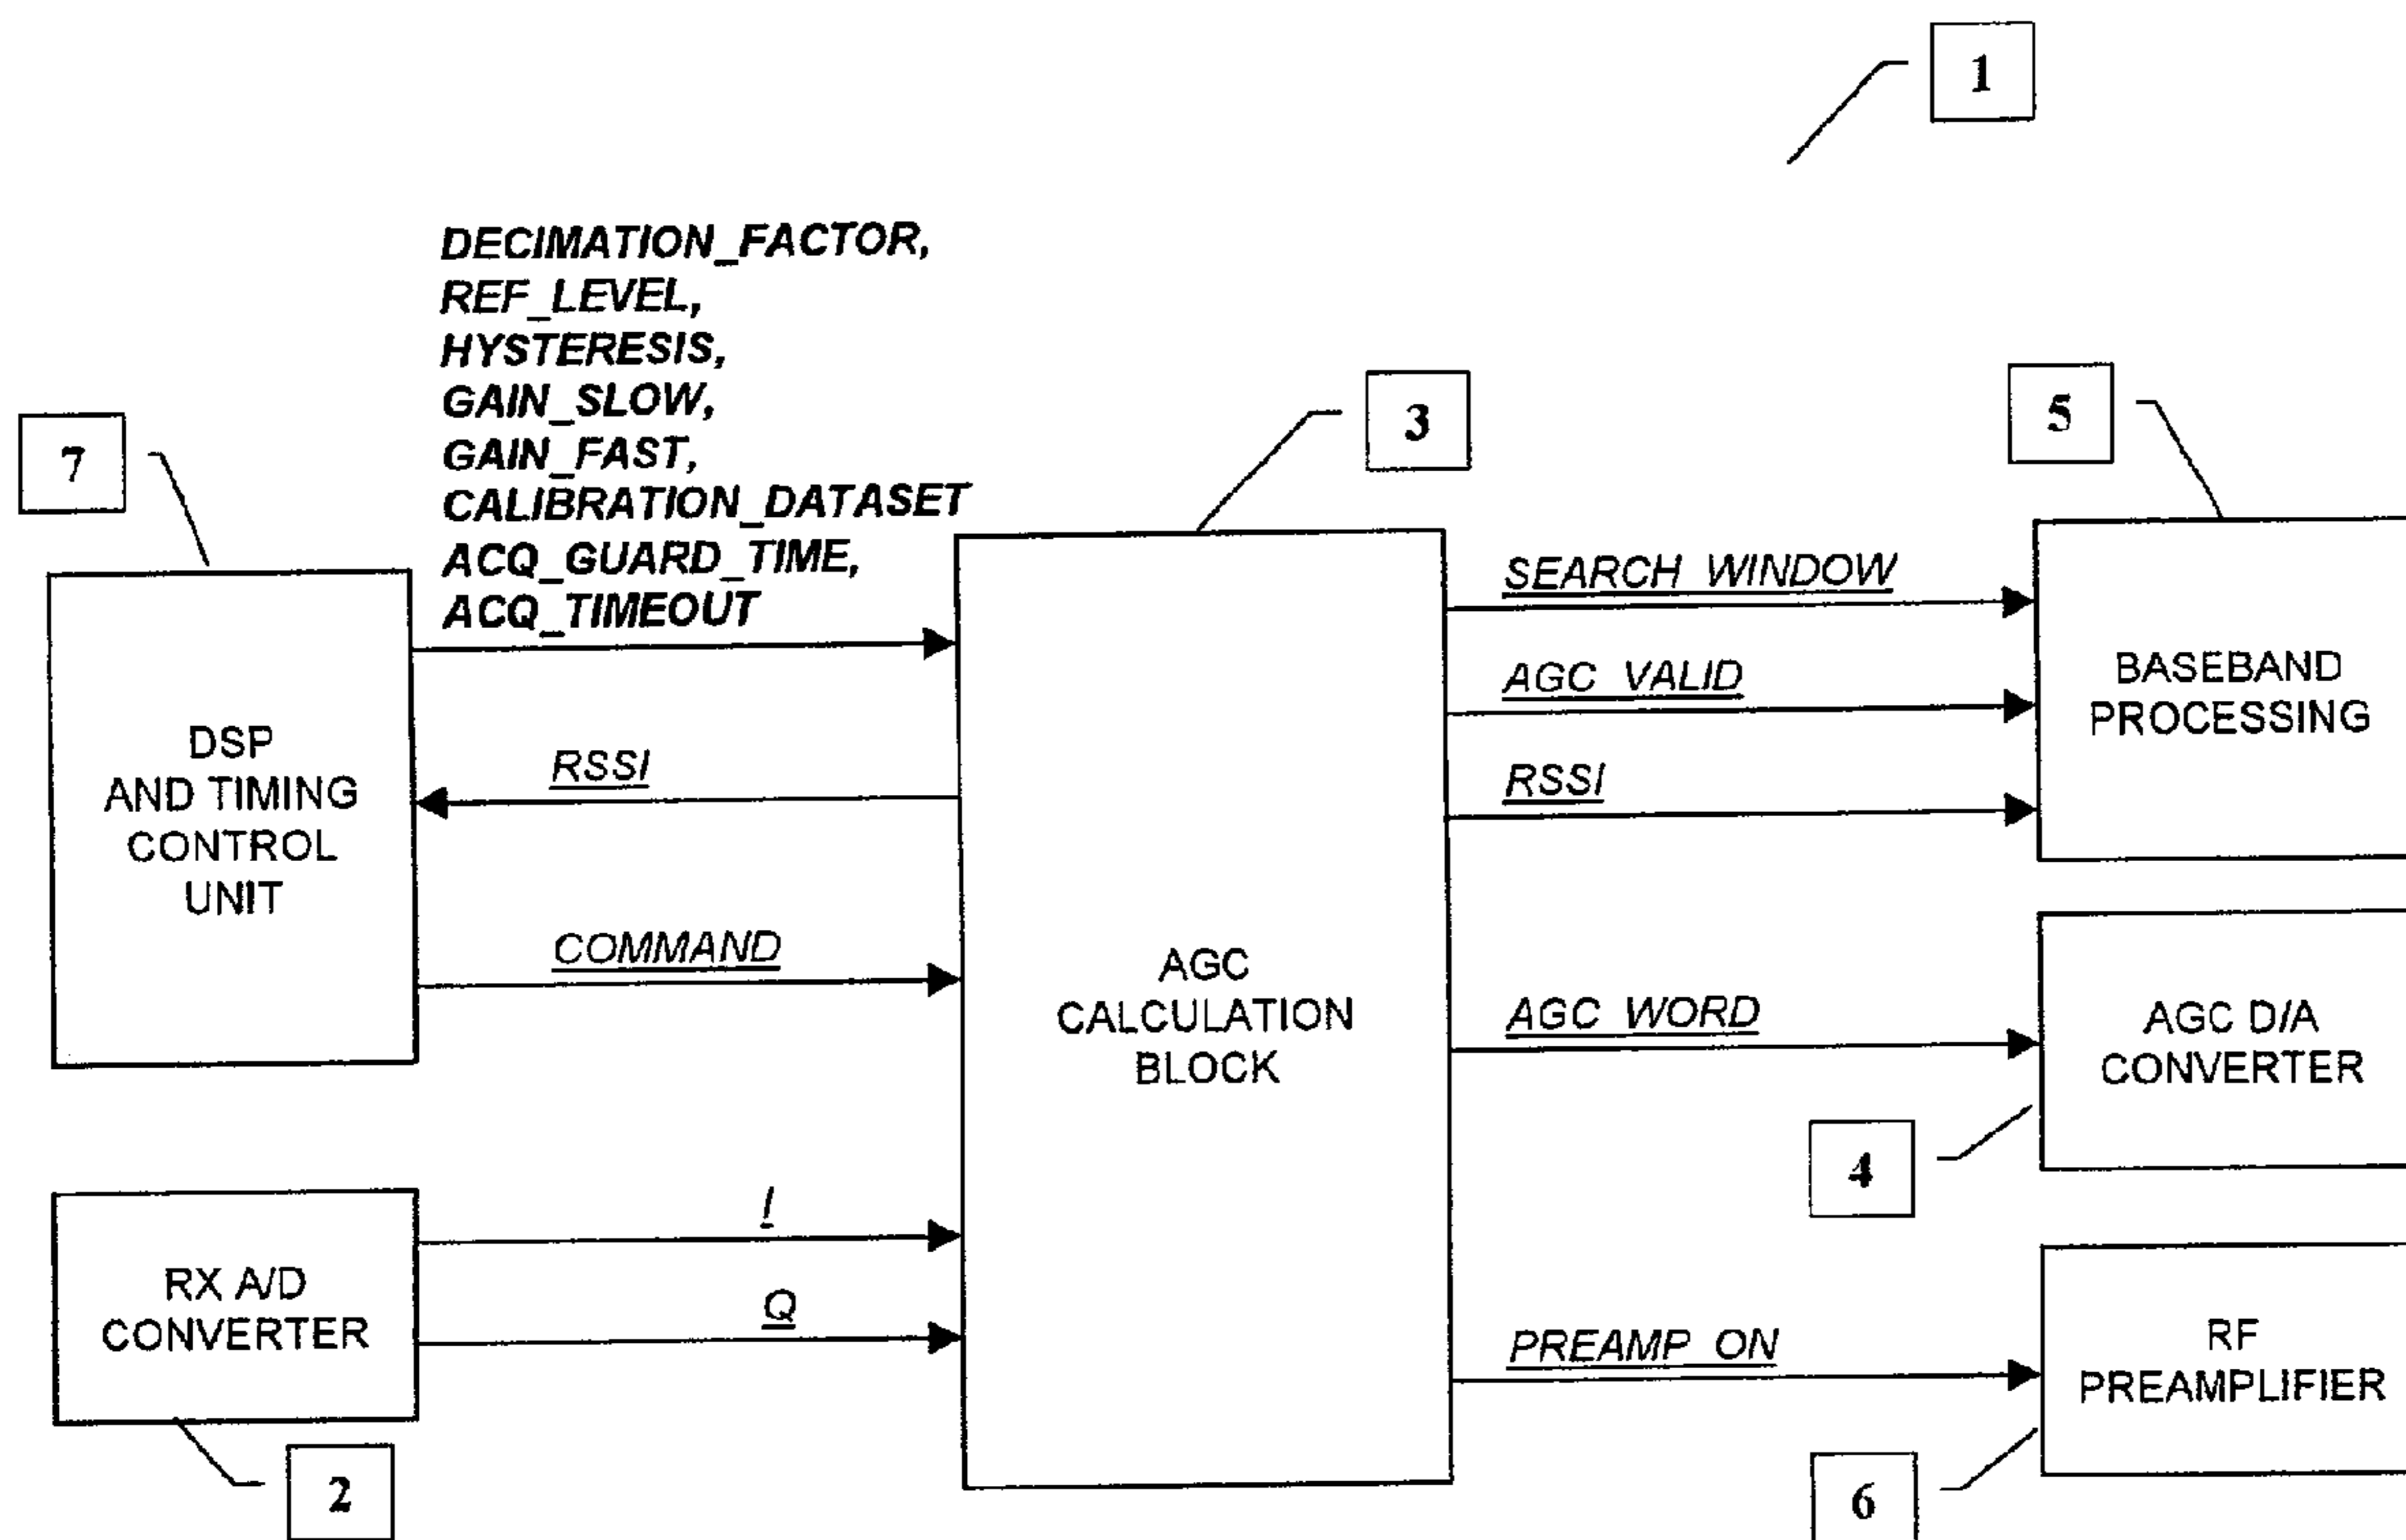 1
DECIMATION_FACTOR,
REF_LEVEL,
HYSTERESIS,
GAIN_SLOW,
GAIN_FAST,
CALIBRATION_DATASET
ACQ_GUARD_TIME,
ACQ_TIMEOUT
7
3
5
DSP
AND TIMING
CONTROL
UNIT
RSSI
COMMAND
AGC
CALCULATION
BLOCK
SEARCH_WINDOW
AGC_VALID
RSSI
BASEBAND
PROCESSING
AGC_WORD
AGC D/A
CONVERTER
4
RX A/D
CONVERTER
I
Q
2
PREAMP_ON
RF
PREAMPLIFIER
6